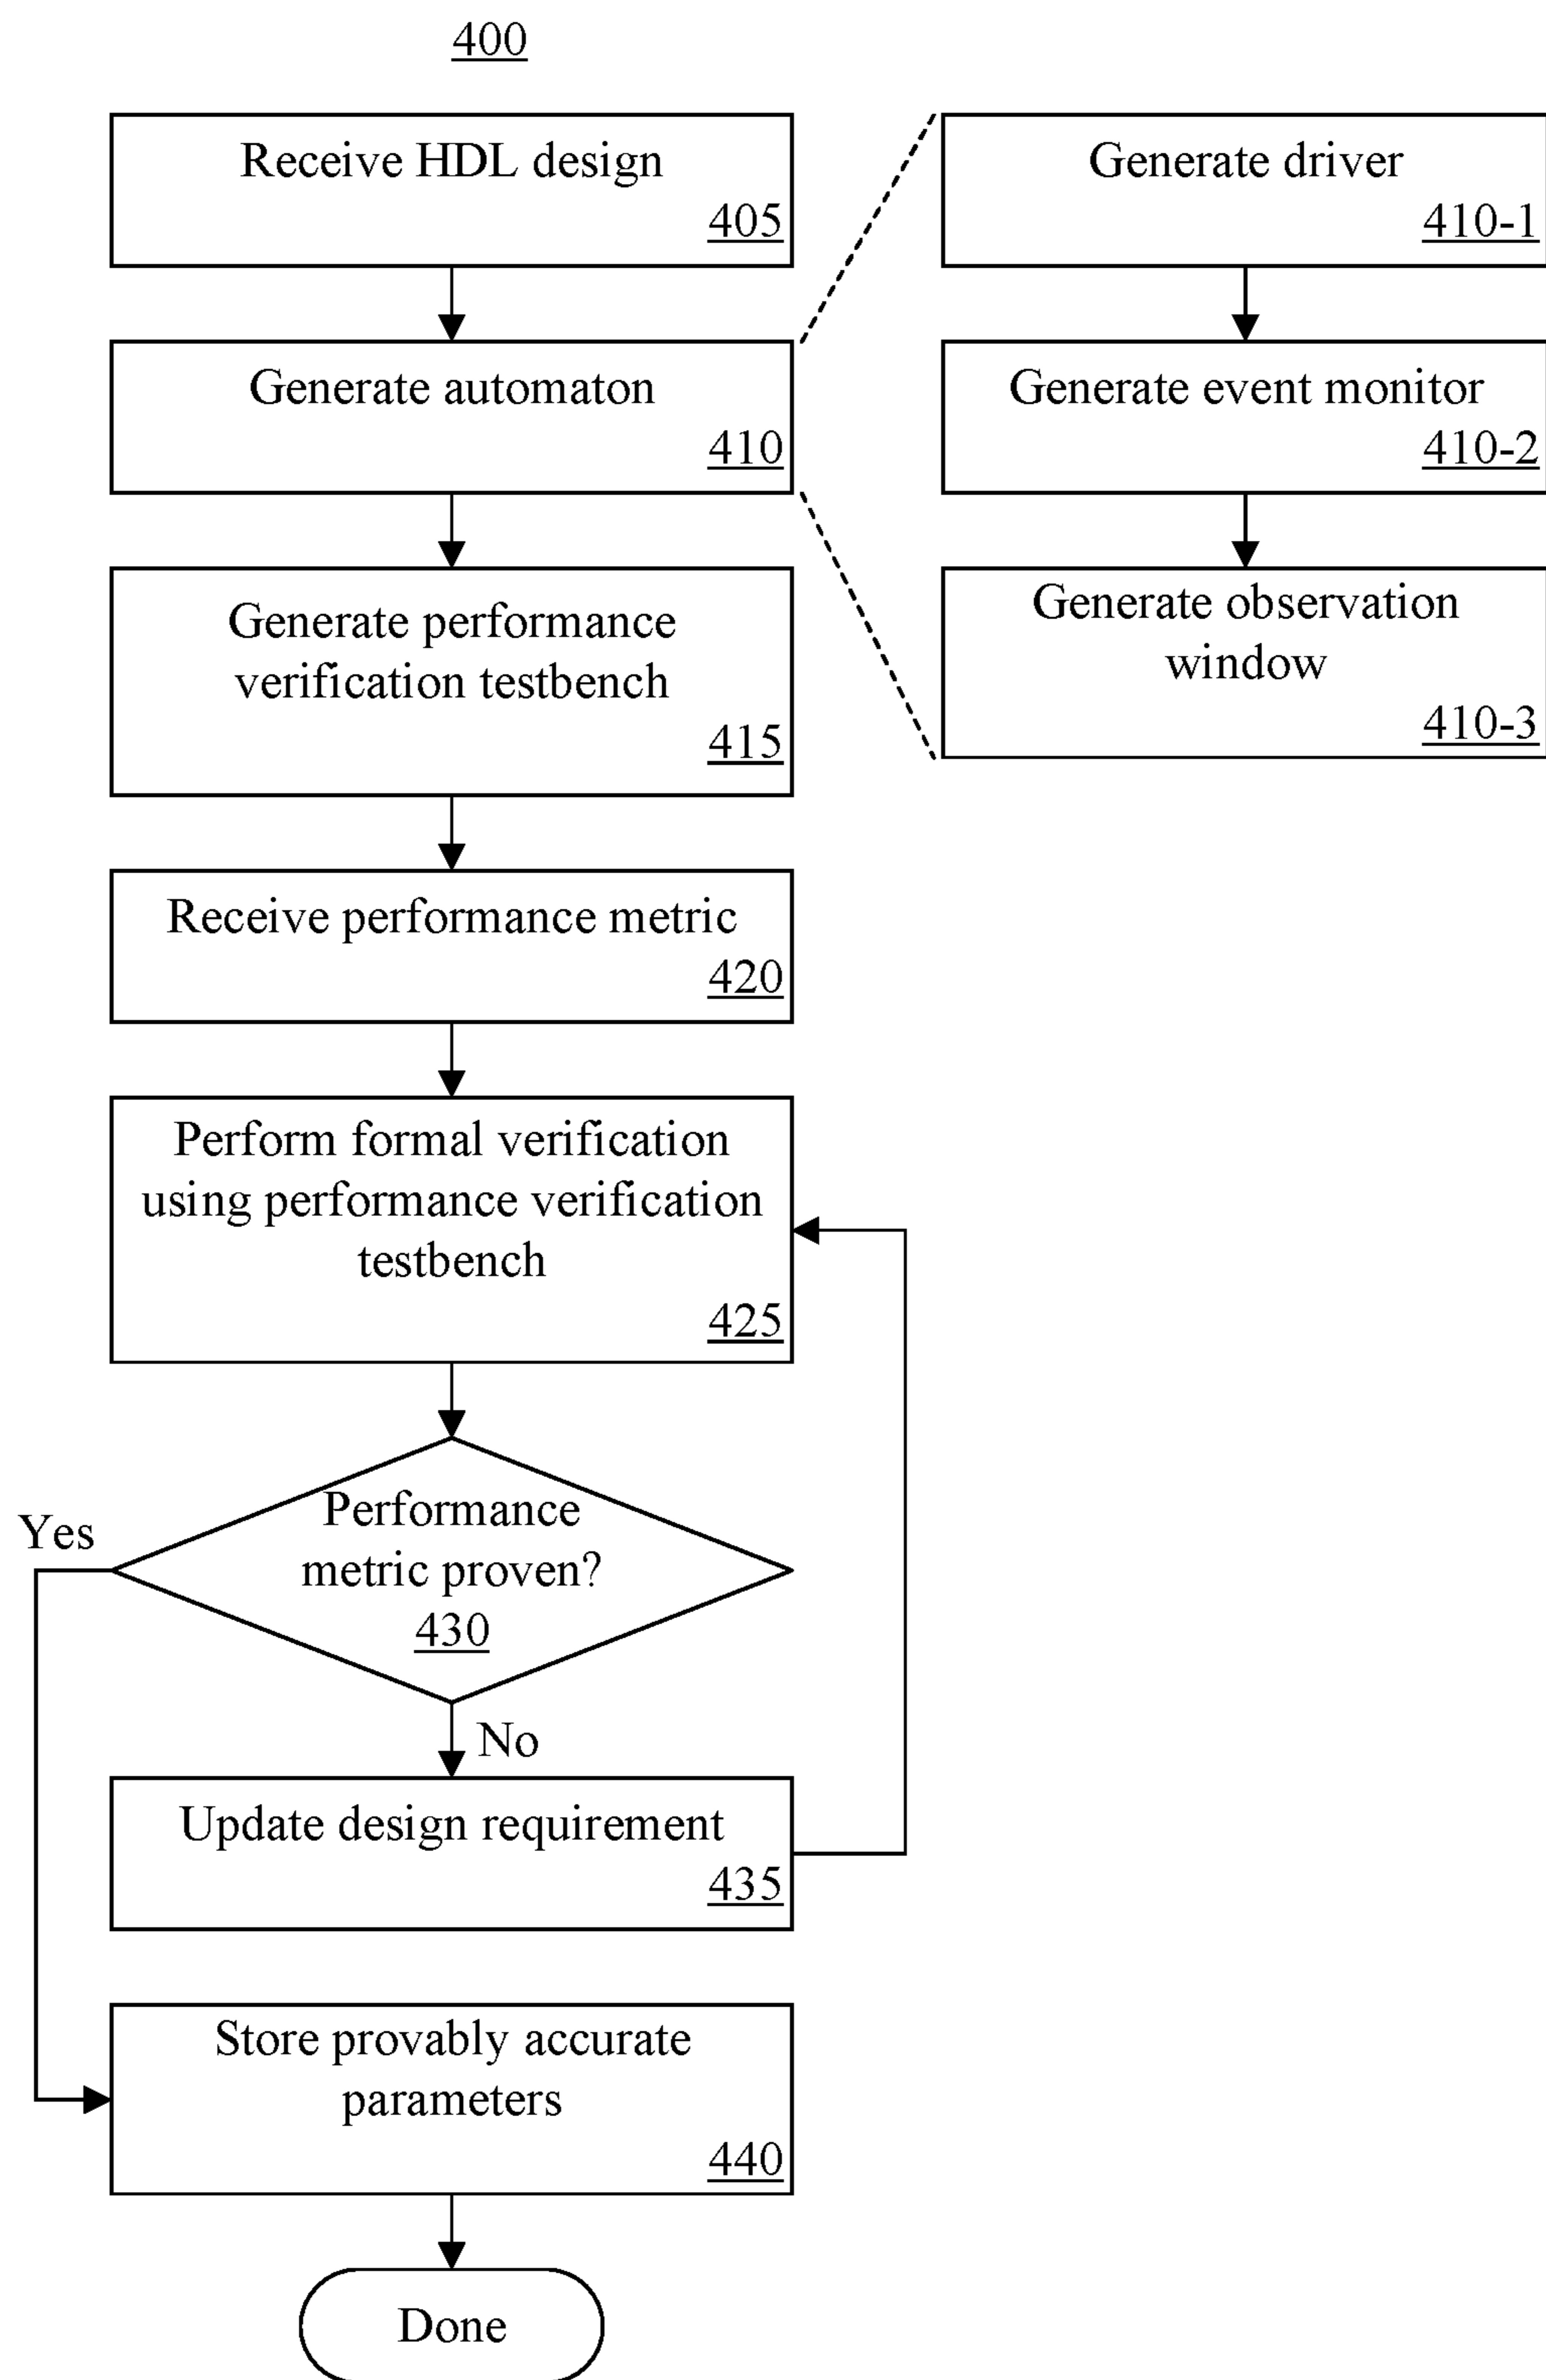 400
Receive HDL design
405
Generate automaton
410
Generate performance
verification testbench
415
Receive performance metric
420
Perform formal verification
using performance verification
testbench
425
Performance
metric proven?
430
Yes
No
Update design requirement
435
Store provably accurate
parameters
440
Done
Generate driver
410-1
Generate event monitor
410-2
Generate observation
window
410-3